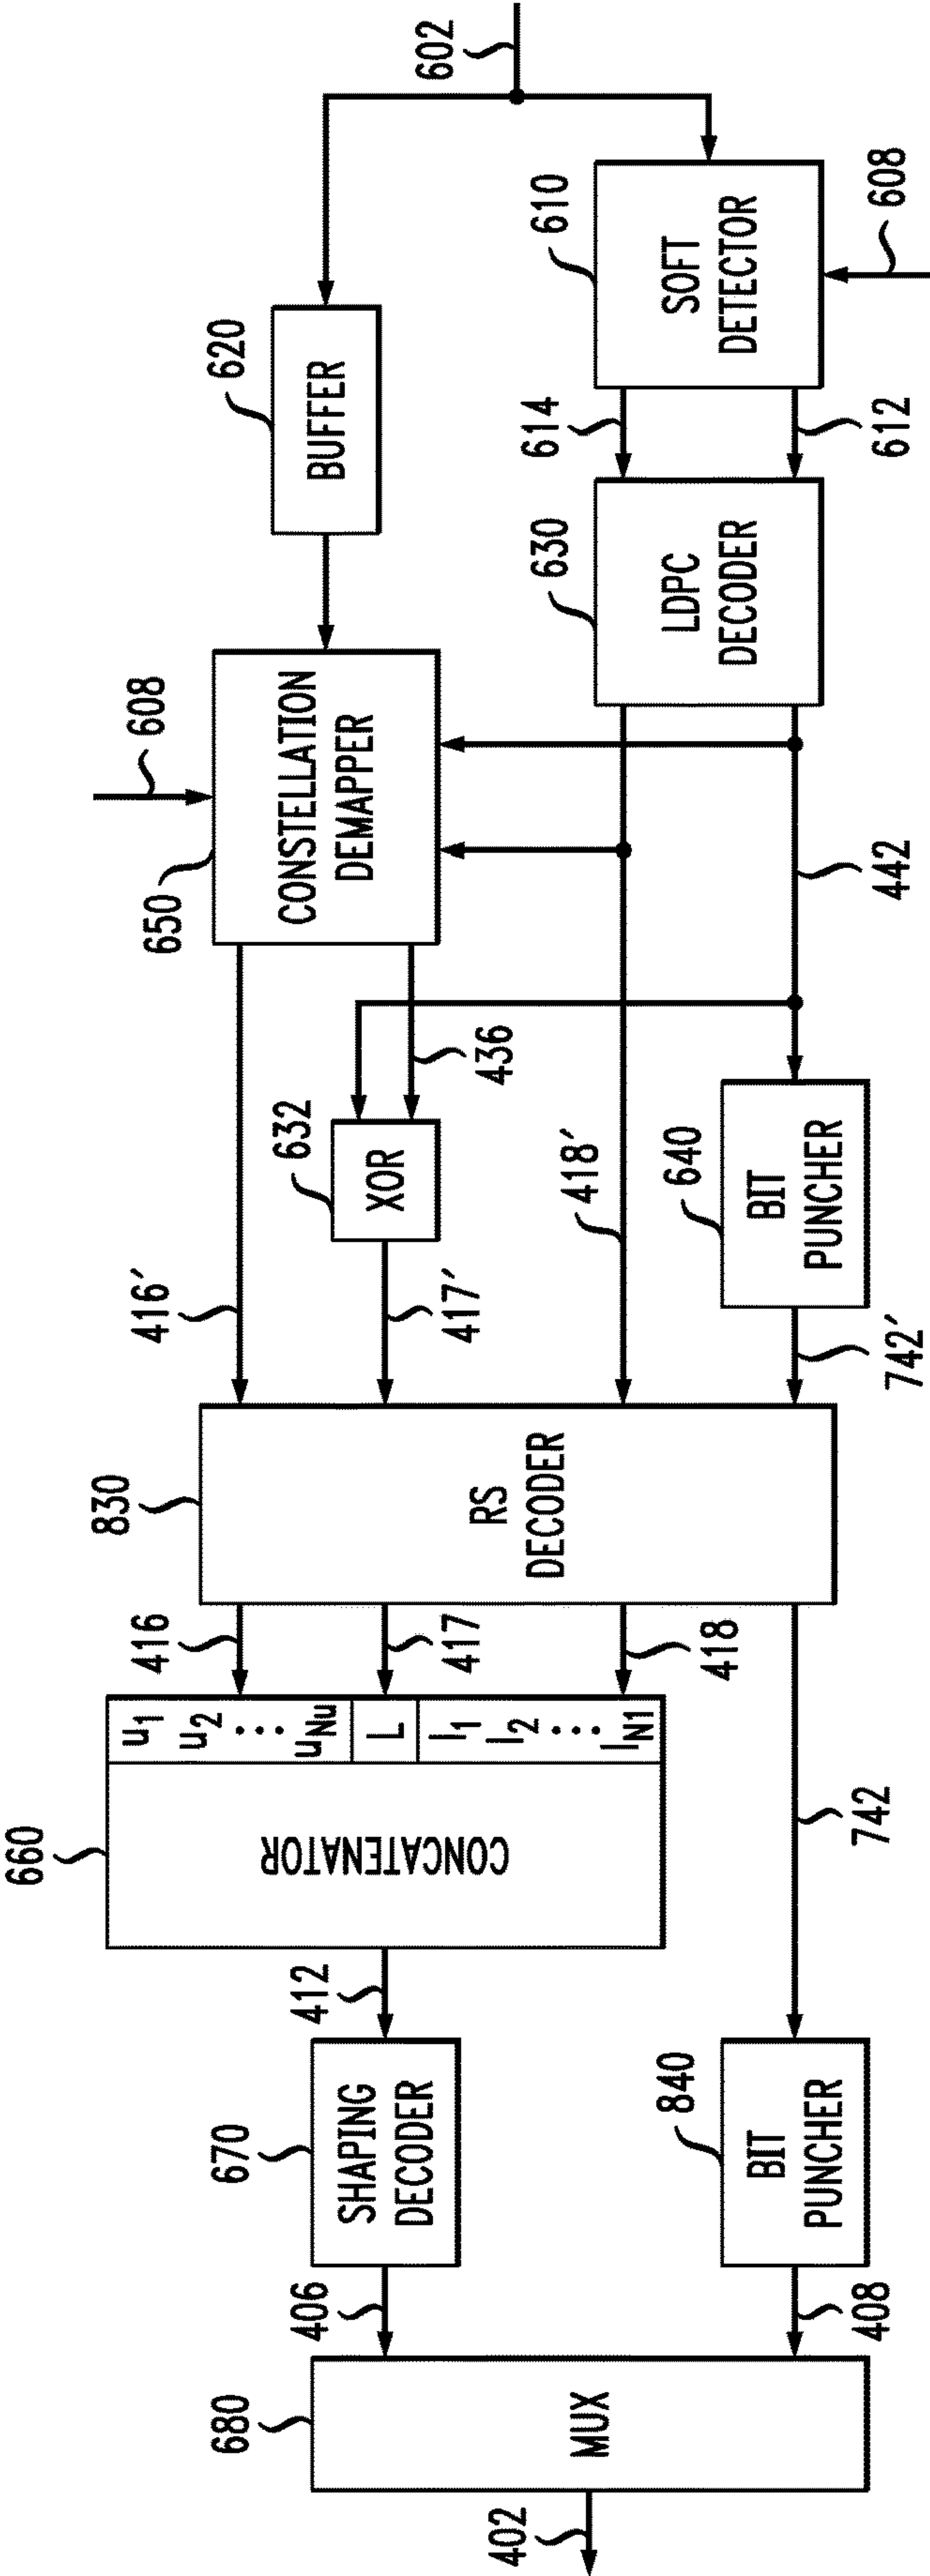 602
608
SOFT
DETECTOR
610
BUFFER
620
614
612
LDPC
DECODER
630
608
CONSTELLATION
DEMAPPER
650
442
436
XOR
632
418′
BIT
PUNCHER
640
416′
417′
742′
RS
DECODER
830
416
417
418
u1
u2
...
uNu
L
l1
l2
...
lN1
CONCATENATOR
660
742
412
SHAPING
DECODER
670
BIT
PUNCHER
840
406
408
MUX
680
402